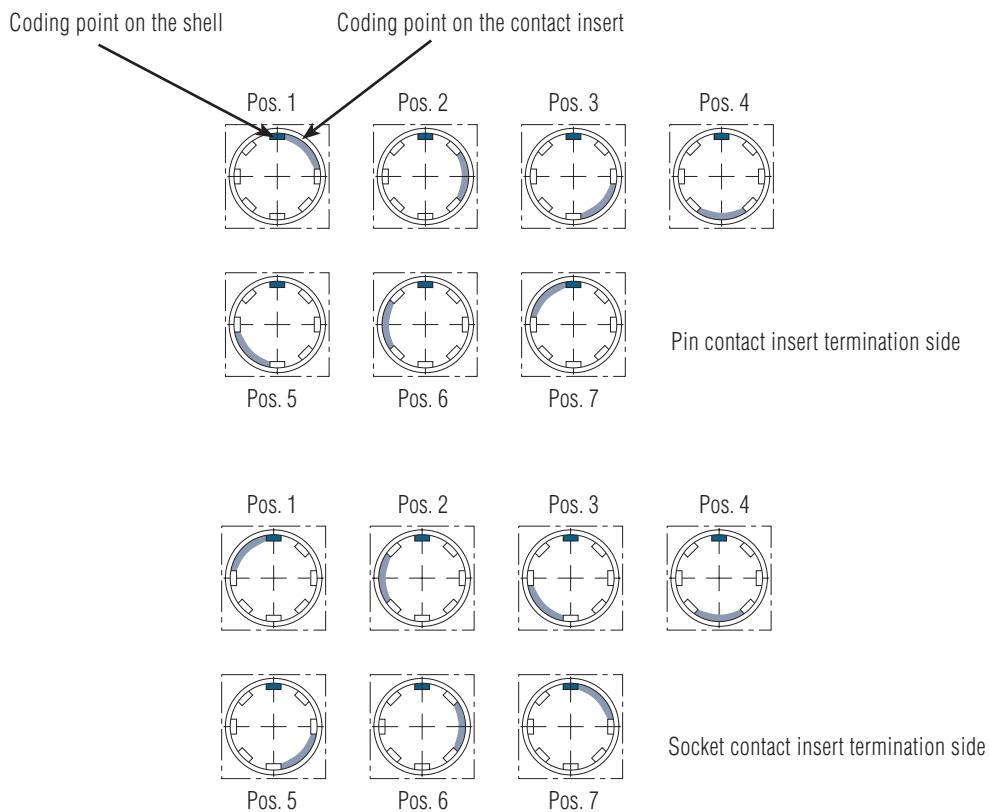 Coding point on the shell
Coding point on the contact insert
Pos. 1
Pos. 2
Pos. 3
Pos. 4
Pin contact insert termination side
Pos. 5
Pos. 6
Pos. 7
Pos. 1
Pos. 2
Pos. 3
Pos. 4
Socket contact insert termination side
Pos. 5
Pos. 6
Pos. 7